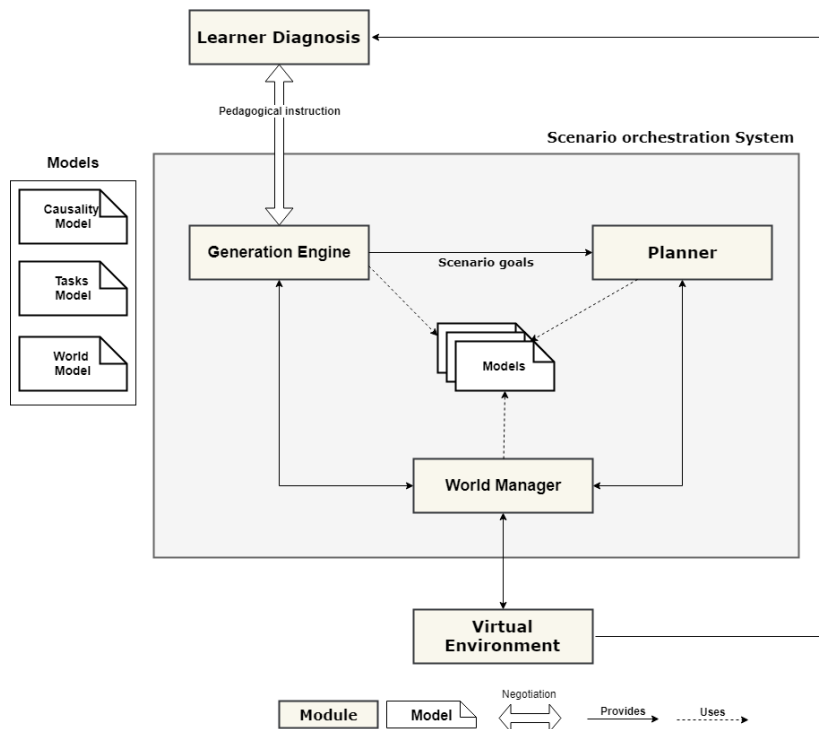 Learner Diagnosis
Pedagogical instruction
Scenario orchestration System
Models
Causality
Model
Tasks
Model
World
Model
Generation Engine
Scenario goals
Planner
Models
World Manager
Virtual
Environment
Module
Model
Negotiation
Provides
Uses